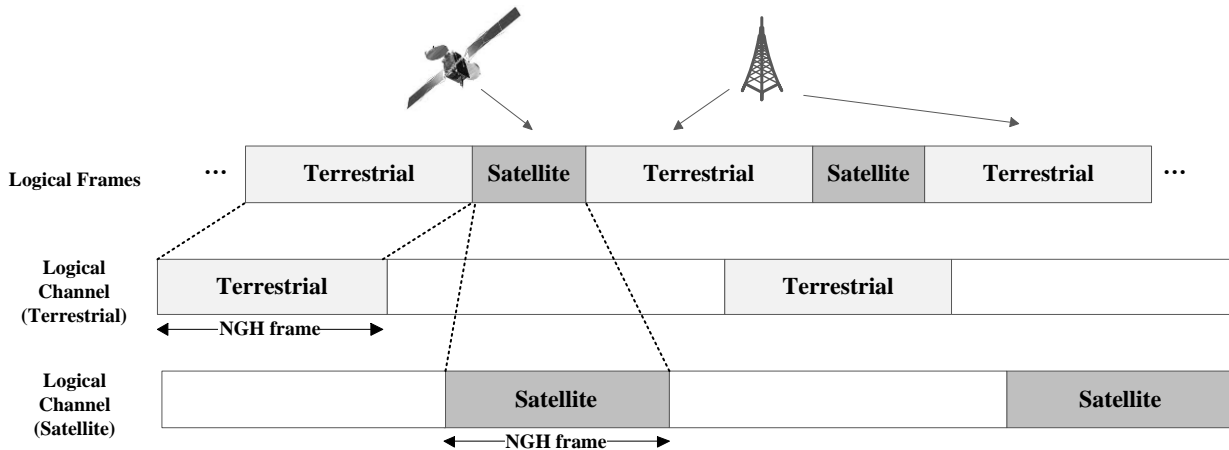 Logical Frames
... Terrestrial Satellite Terrestrial Satellite Terrestrial ...
Logical
Channel
(Terrestrial)
Terrestrial Terrestrial
NGH frame
Logical
Channel
(Satellite)
Satellite Satellite
NGH frame